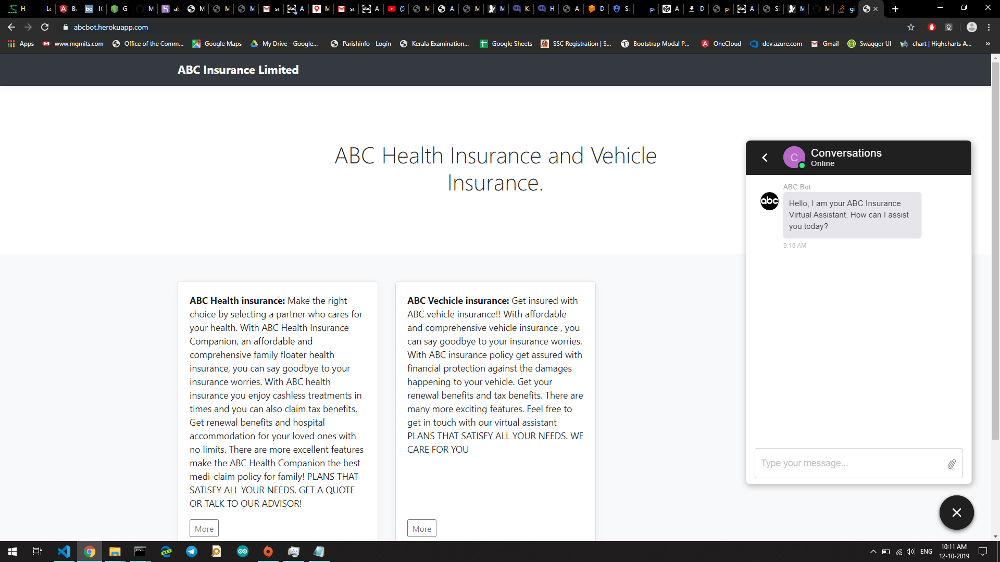 abcbot.herokuapp.com
Apps
www.mgmits.com
Office of the Comm...
Google Maps
My Drive - Google...
Parishinfo - Login
Kerala Examination...
Google Sheets
SSC Registration | S...
Bootstrap Modal P...
OneCloud
dev.azure.com
Gmail
Swagger UI
chart | Highcharts A...
»
ABC Insurance Limited
ABC Health Insurance and Vehicle
Insurance.
ABC Health insurance: Make the right
choice by selecting a partner who cares for
your health. With ABC Health Insurance
Companion, an affordable and
comprehensive family floater health
insurance, you can say goodbye to your
insurance worries. With ABC health
insurance you enjoy cashless treatments in
times and you can also claim tax benefits.
Get renewal benefits and hospital
accommodation for your loved ones with
no limits. There are more excellent features
make the ABC Health Companion the best
medi-claim policy for family! PLANS THAT
SATISFY ALL YOUR NEEDS. GET A QUOTE
OR TALK TO OUR ADVISOR!
More
ABC Vechicle insurance: Get insured with
ABC vehicle insurance!! With affordable
and comprehensive vehicle insurance , you
can say goodbye to your insurance worries.
With ABC insurance policy get assured with
financial protection against the damages
happening to your vehicle. Get your
renewal benefits and tax benefits. There are
many more exciting features. Feel free to
get in touch with our virtual assistant
PLANS THAT SATISFY ALL YOUR NEEDS. WE
CARE FOR YOU
More
C
Conversations
Online
ABC Bot
abc
Hello, I am your ABC Insurance
Virtual Assistant. How can I assist
you today?
9:16 AM
Type your message...
ENG
10:11 AM
12-10-2019